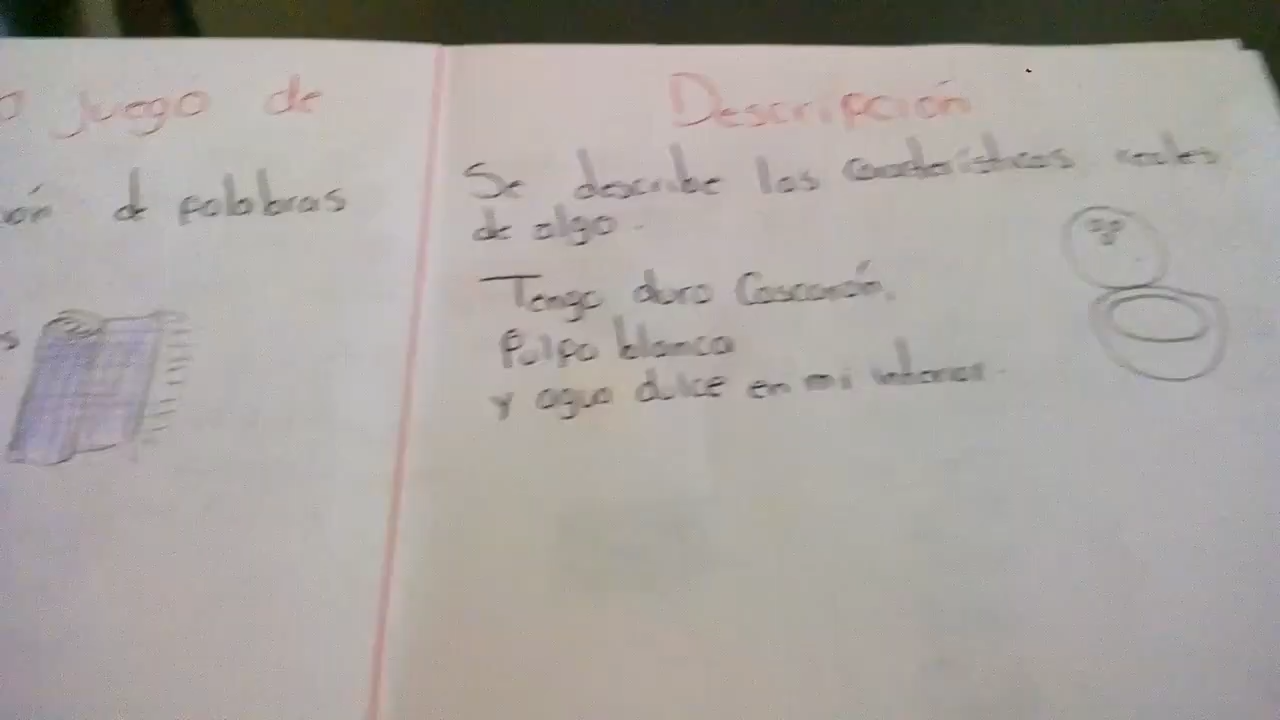 juego de
de palabras
Descripción
Se describe las características reales
de algo.
Tengo duro Cascarón,
Pulpa blanca
y agua dulce en mi interior.